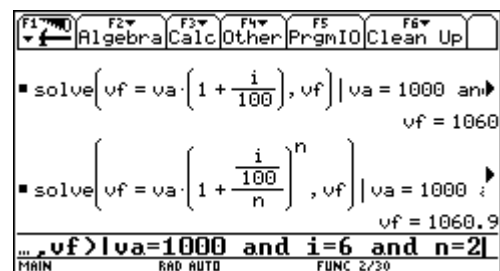 F1 F2 F3 F4 F5 F6
Algebra Calc Other PrgmIO Clean Up
▪ solve(vf = va·(1 + i/100), vf) | va = 1000 an▸
vf = 1060
▪ solve(vf = va·(1 + (i/100)/n)^n, vf) | va = 1000 ▸
vf = 1060.9
…,vf)|va=1000 and i=6 and n=2|
MAIN RAD AUTO FUNC 2/30